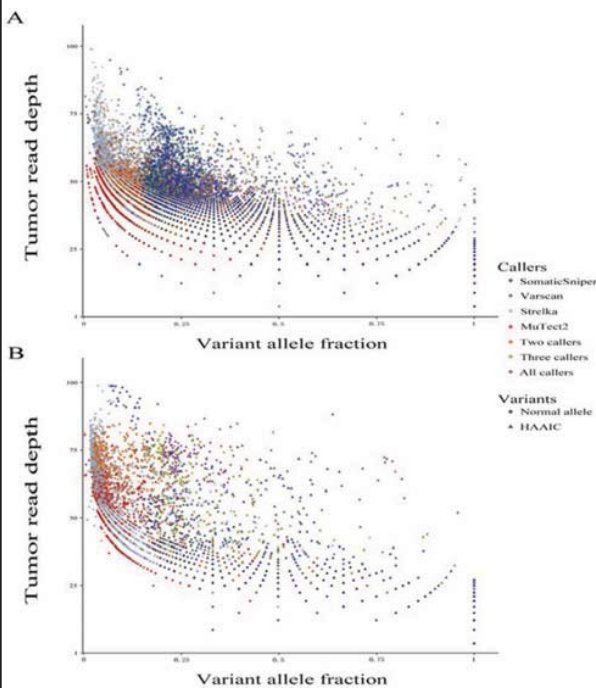 A
Tumor read depth
100
75
50
25
1
0.25
0.5
0.75
1
Variant allele fraction
Callers
SomaticSniper
Varscan
Strelka
MuTect2
Two callers
Three callers
All callers
Variants
Normal allele
HAAIC
B
Tumor read depth
100
75
50
25
1
0
0.25
0.5
0.75
1
Variant allele fraction